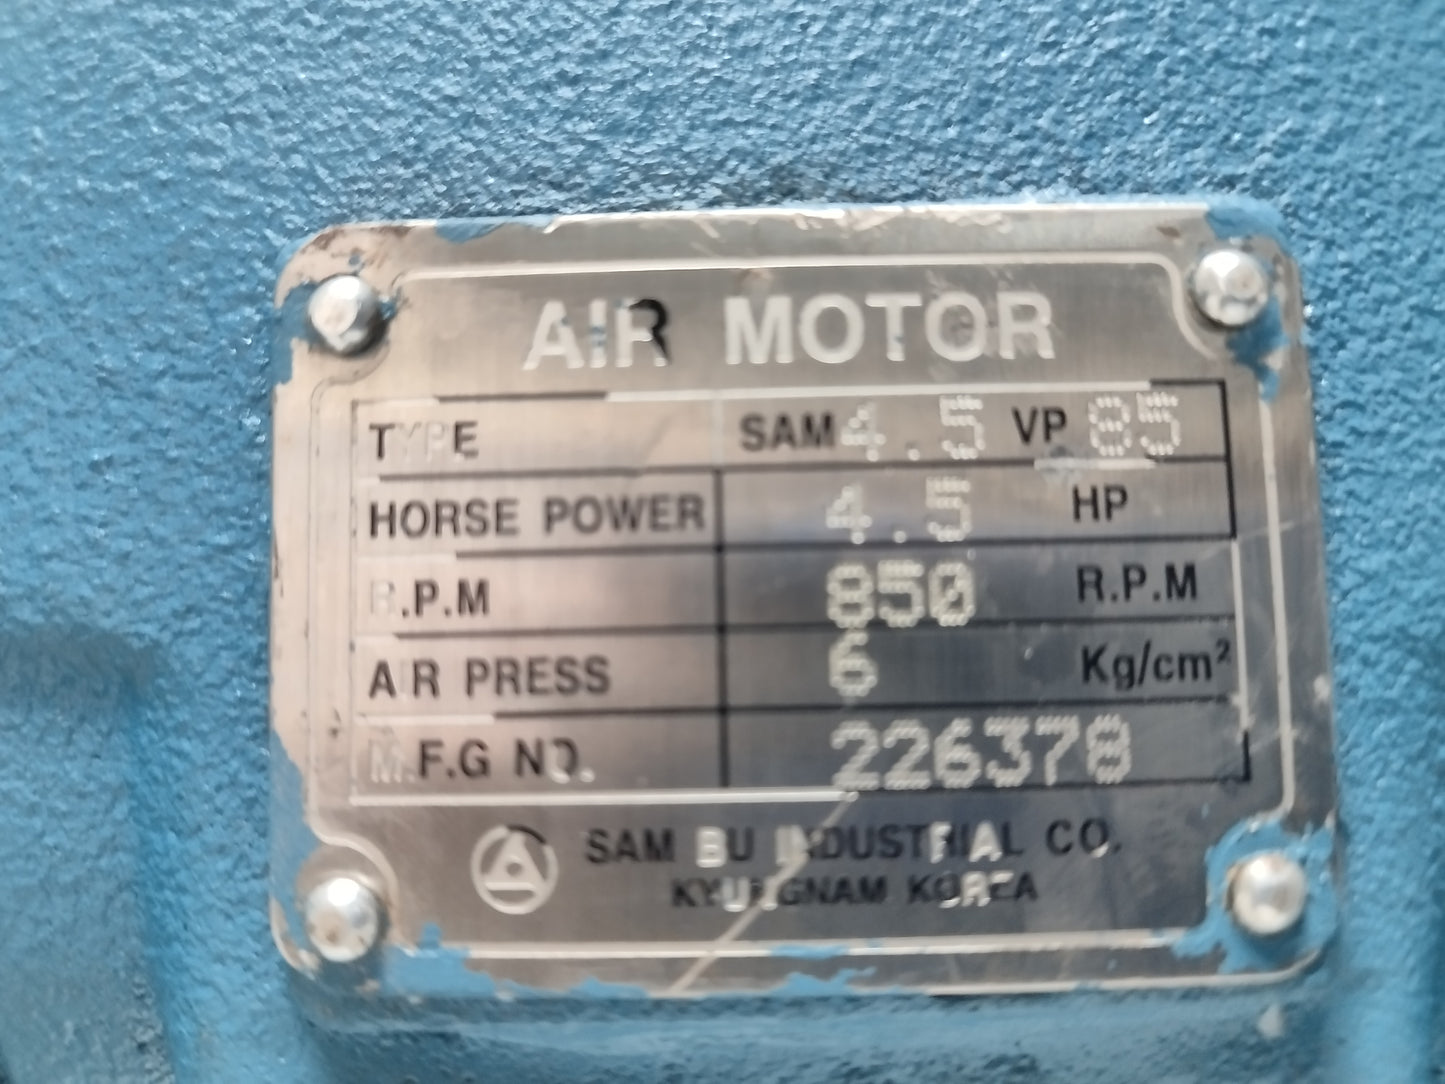 AIR MOTOR
TYPE SAM 4.5 VP 85
HORSE POWER 4.5 HP
R.P.M 850 R.P.M
AIR PRESS 6 Kg/cm²
M.F.G NO. 226378
SAM BU INDUSTRIAL CO.
KYUNGNAM KOREA